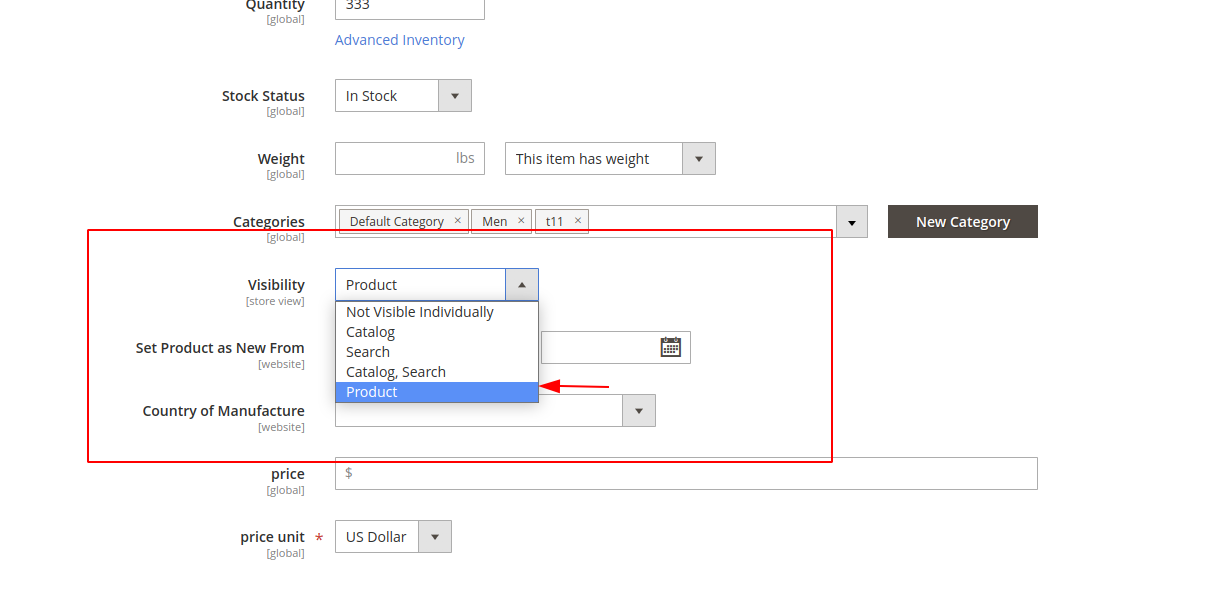 Quantity
333
[global]
Advanced Inventory
Stock Status
In Stock
[global]
Weight
lbs
This item has weight
[global]
Categories
Default Category × Men × t11 ×
New Category
[global]
Visibility
Product
[store view]
Not Visible Individually
Catalog
Search
Catalog, Search
Product
Set Product as New From
[website]
Country of Manufacture
[website]
price
$
[global]
price unit *
US Dollar
[global]